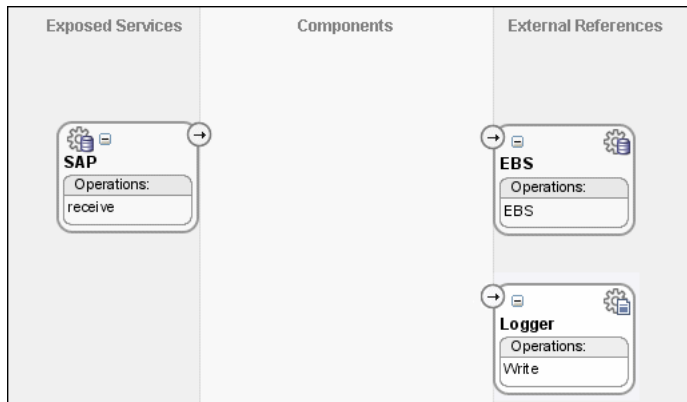 Exposed Services
Components
External References
SAP
Operations:
receive
EBS
Operations:
EBS
Logger
Operations:
Write